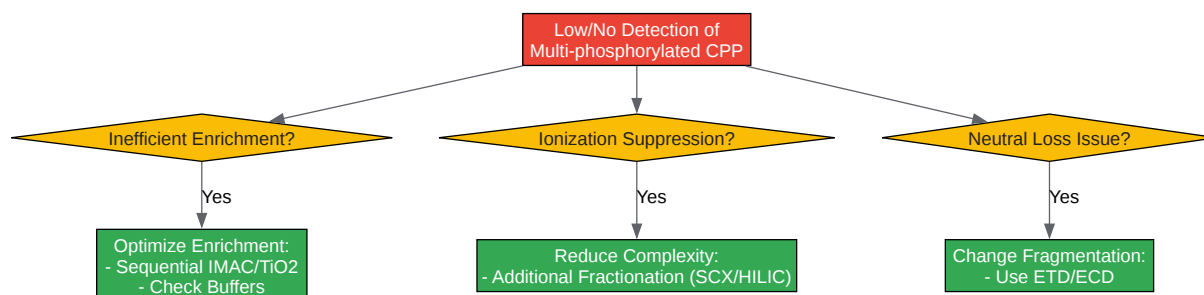 Low/No Detection of
Multi-phosphorylated CPP
Inefficient Enrichment?
Ionization Suppression?
Neutral Loss Issue?
Yes
Yes
Yes
Optimize Enrichment:
- Sequential IMAC/TiO2
- Check Buffers
Reduce Complexity:
- Additional Fractionation (SCX/HILIC)
Change Fragmentation:
- Use ETD/ECD